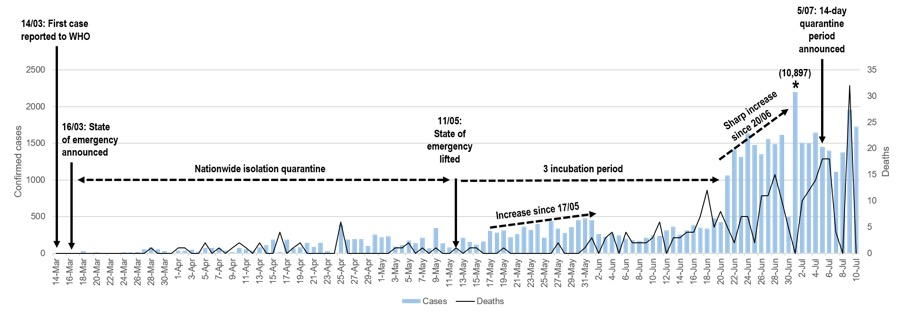 14/03: First case
reported to WHO
5/07: 14-day
quarantine
period
announced
(10,897)
*
Sharp increase
since 20/06
16/03: State
of emergency
announced
11/05:
State of
emergency
lifted
Nationwide isolation quarantine
3 incubation period
Increase since 17/05
Confirmed cases
2500
2000
1500
1000
500
0
Deaths
35
30
25
20
15
10
5
0
14-Mar
16-Mar
18-Mar
20-Mar
22-Mar
24-Mar
26-Mar
28-Mar
30-Mar
1-Apr
3-Apr
5-Apr
7-Apr
9-Apr
11-Apr
13-Apr
15-Apr
17-Apr
19-Apr
21-Apr
23-Apr
25-Apr
27-Apr
29-Apr
1-May
3-May
5-May
7-May
9-May
11-May
13-May
15-May
17-May
19-May
21-May
23-May
25-May
27-May
29-May
31-May
2-Jun
4-Jun
6-Jun
8-Jun
10-Jun
12-Jun
14-Jun
16-Jun
18-Jun
20-Jun
22-Jun
24-Jun
26-Jun
28-Jun
30-Jun
2-Jul
4-Jul
6-Jul
8-Jul
10-Jul
Cases
Deaths